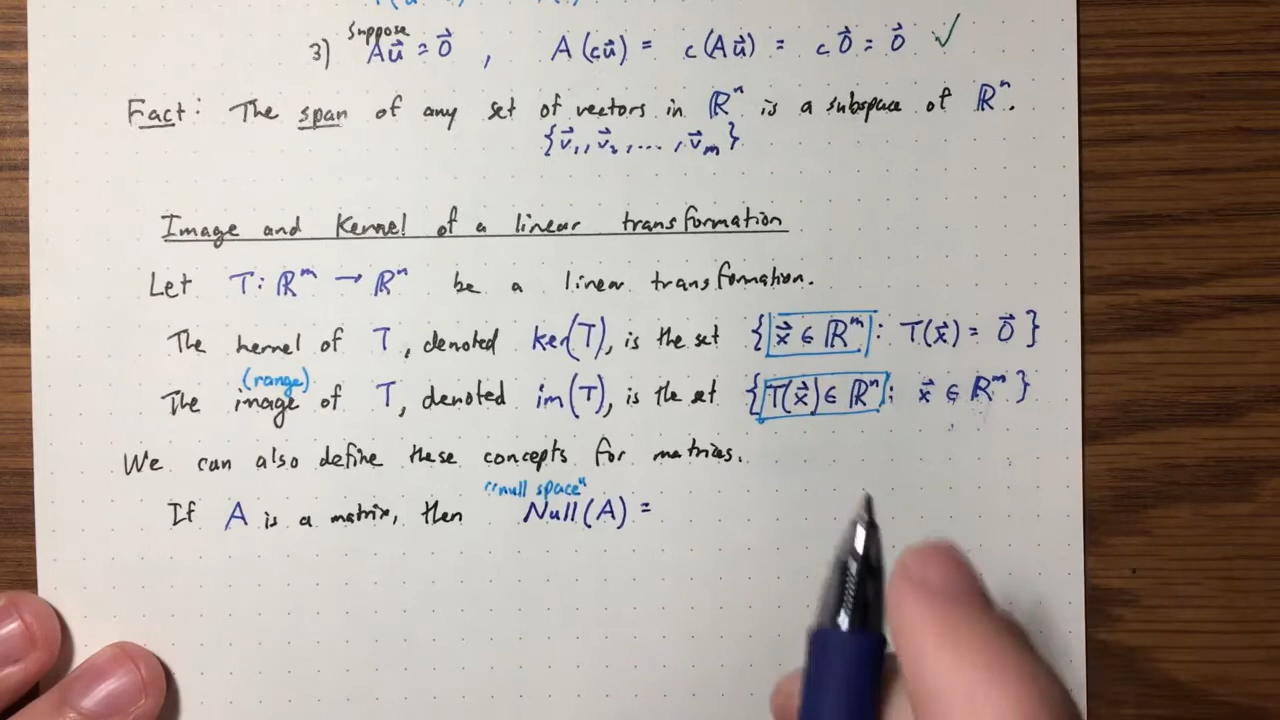 Suppose
3) Au⃗ = 0⃗ , A(cu⃗) = c(Au⃗) = c0⃗ = 0⃗ ✓
Fact: The span of any set of vectors in ℝⁿ is a subspace of ℝⁿ.
{v⃗₁, v⃗₂, ... , v⃗ₘ}
Image and Kernel of a linear transformation
Let T: ℝᵐ → ℝⁿ be a linear transformation.
The kernel of T, denoted ker(T), is the set {x⃗ ∈ ℝᵐ : T(x⃗) = 0⃗}
(range)
The image of T, denoted im(T), is the set {T(x⃗) ∈ ℝⁿ : x⃗ ∈ ℝᵐ}
We can also define these concepts for matrices.
"null space"
If A is a matrix, then Null(A) =